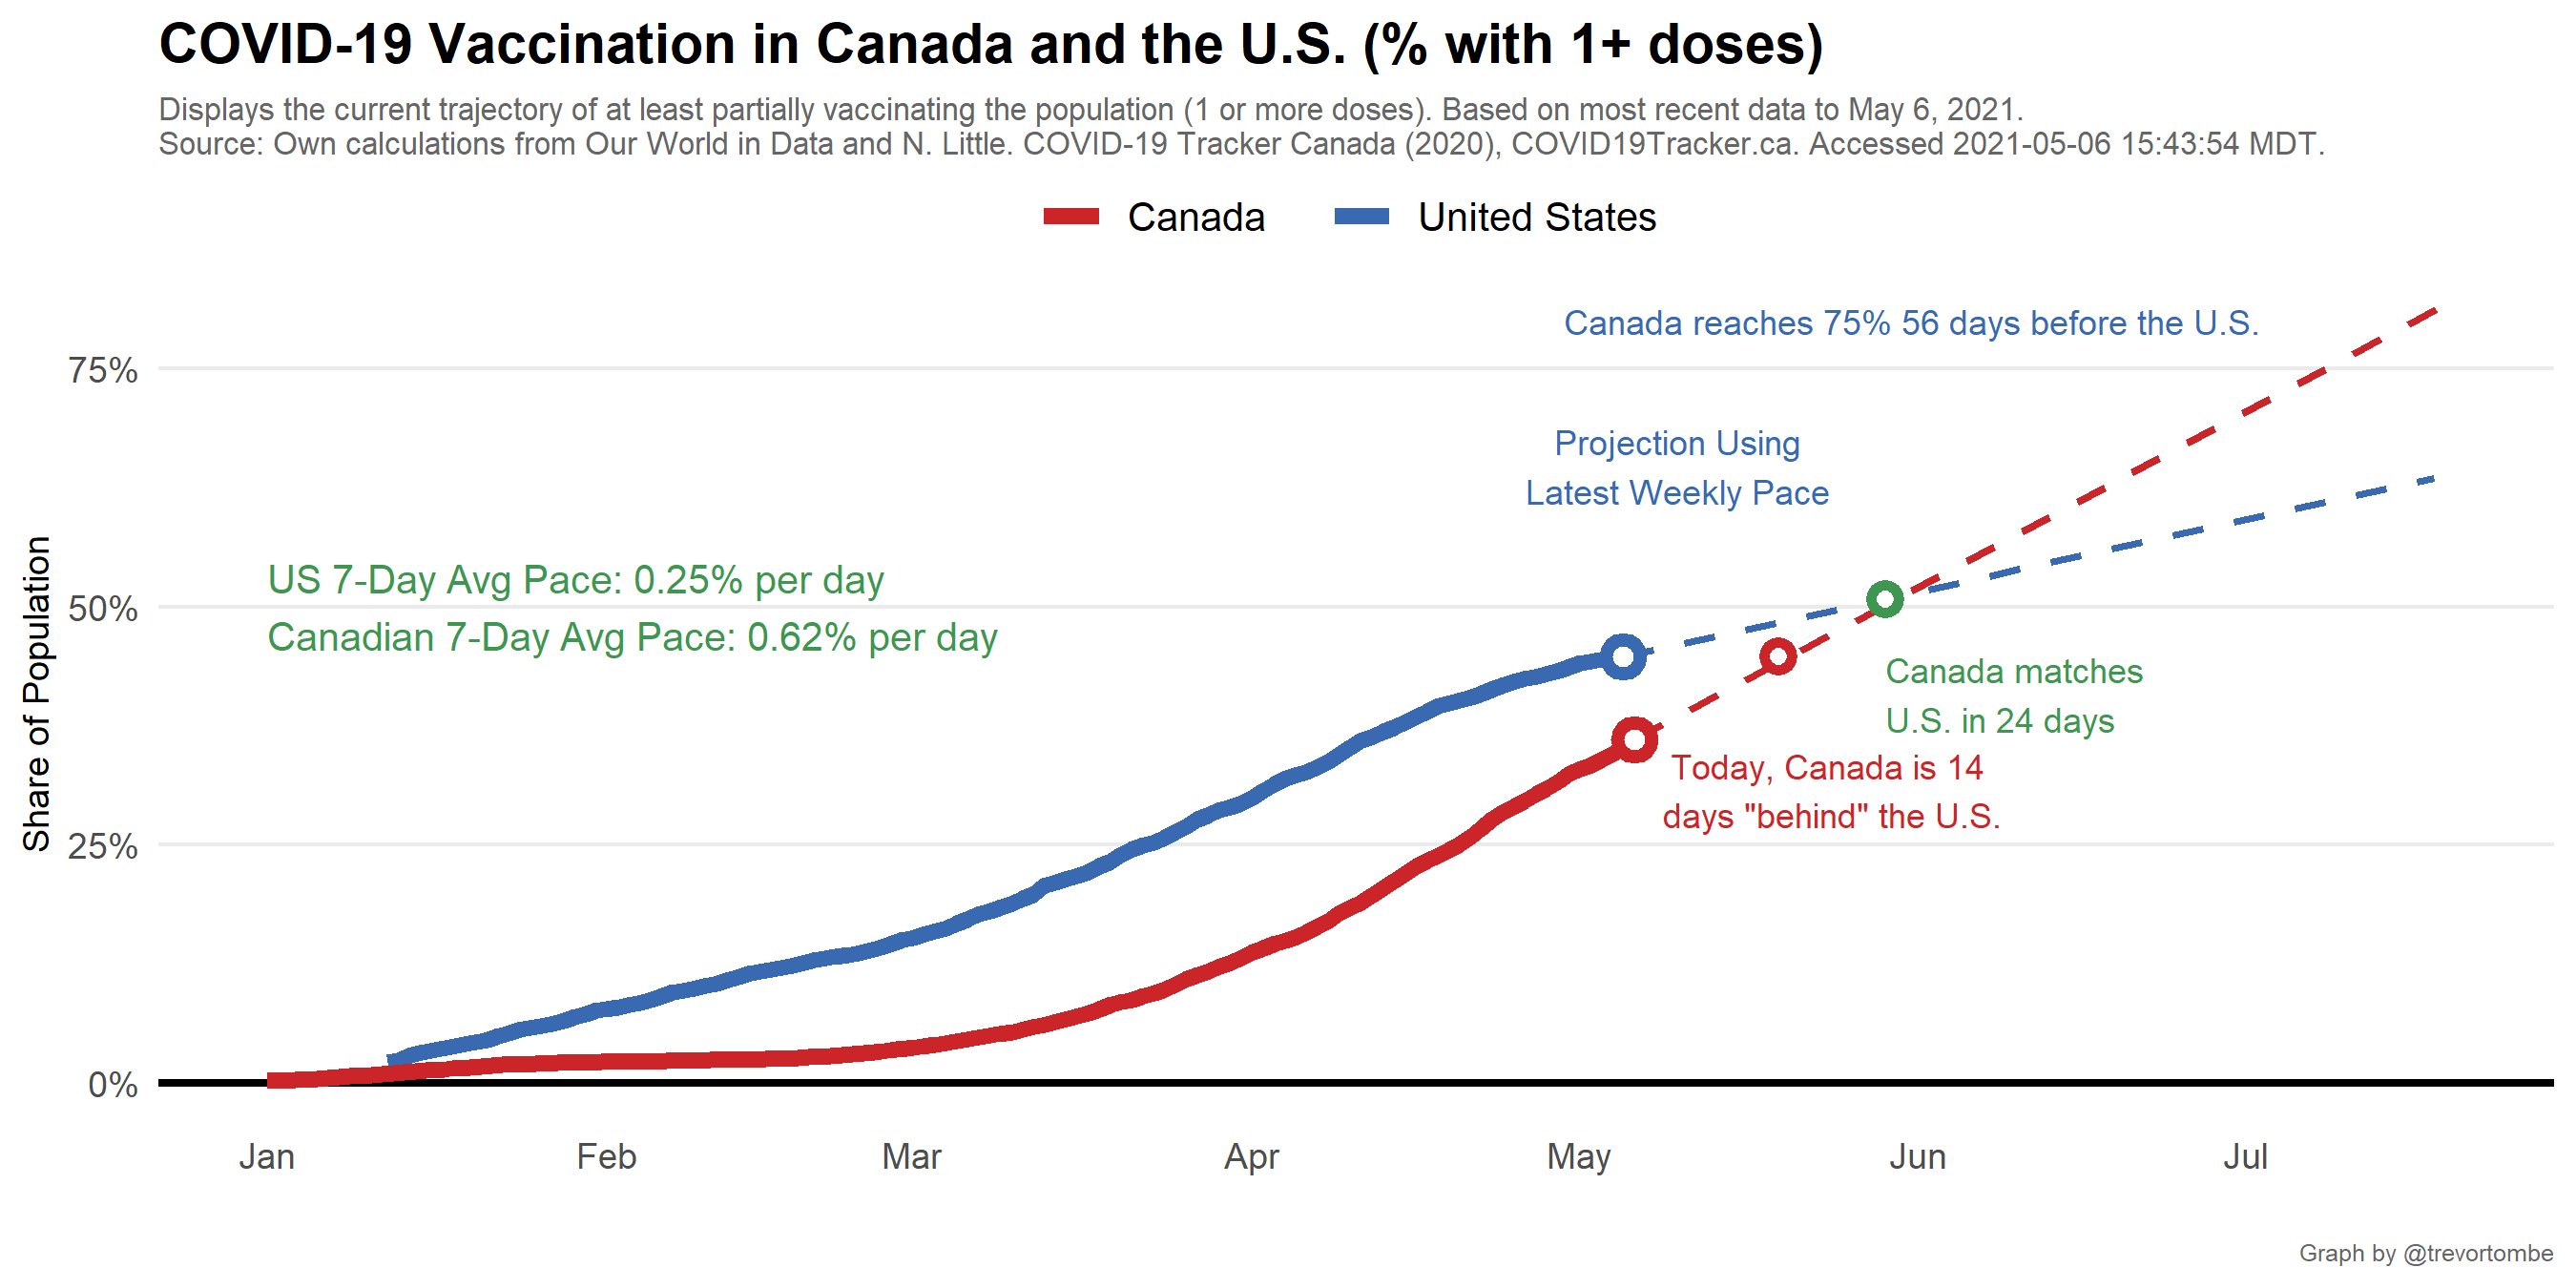 COVID-19 Vaccination in Canada and the U.S. (% with 1+ doses)
Displays the current trajectory of at least partially vaccinating the population (1 or more doses). Based on most recent data to May 6, 2021.
Source: Own calculations from Our World in Data and N. Little. COVID-19 Tracker Canada (2020), COVID19Tracker.ca. Accessed 2021-05-06 15:43:54 MDT.
Canada
United States
Canada reaches 75% 56 days before the U.S.
75%
Projection Using
Latest Weekly Pace
US 7-Day Avg Pace: 0.25% per day
50%
Canadian 7-Day Avg Pace: 0.62% per day
Canada matches
U.S. in 24 days
Today, Canada is 14
days "behind" the U.S.
Share of Population
25%
0%
Jan
Feb
Mar
Apr
May
Jun
Jul
Graph by @trevortombe